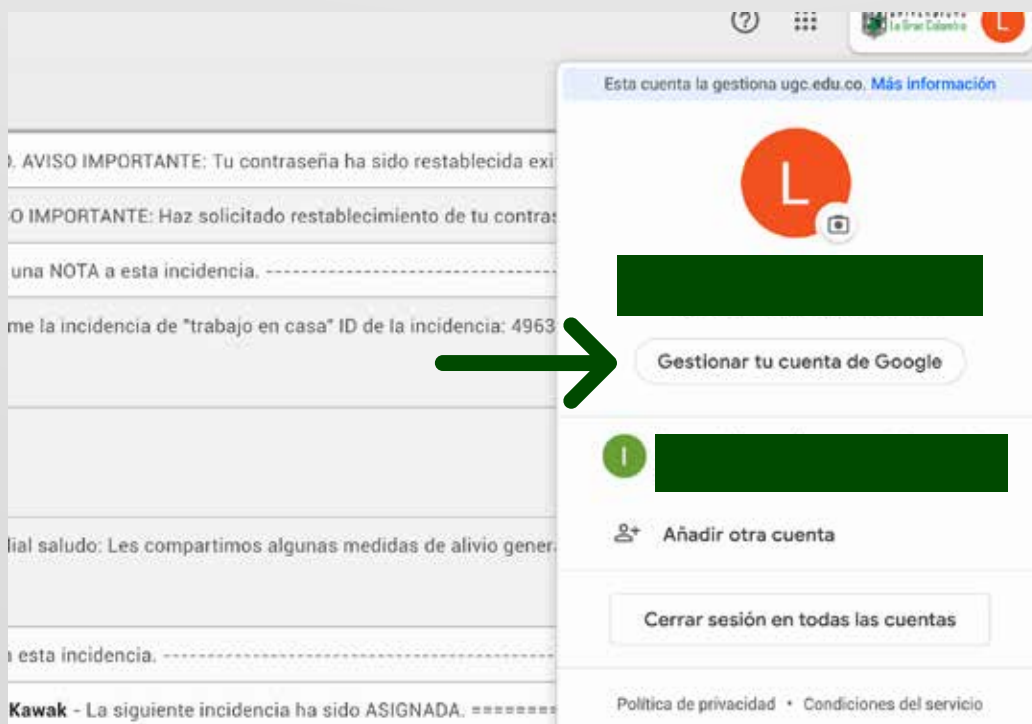 La Gran Colombia
L
Esta cuenta la gestiona ugc.edu.co. Más información
L
. AVISO IMPORTANTE: Tu contraseña ha sido restablecida exi
O IMPORTANTE: Haz solicitado restablecimiento de tu contras
una NOTA a esta incidencia. --------------------------------
me la incidencia de "trabajo en casa" ID de la incidencia: 4963
Gestionar tu cuenta de Google
I
Añadir otra cuenta
ial saludo: Les compartimos algunas medidas de alivio gener
Cerrar sesión en todas las cuentas
esta incidencia. --------------------------------------------
Kawak - La siguiente incidencia ha sido ASIGNADA. ========
Política de privacidad • Condiciones del servicio